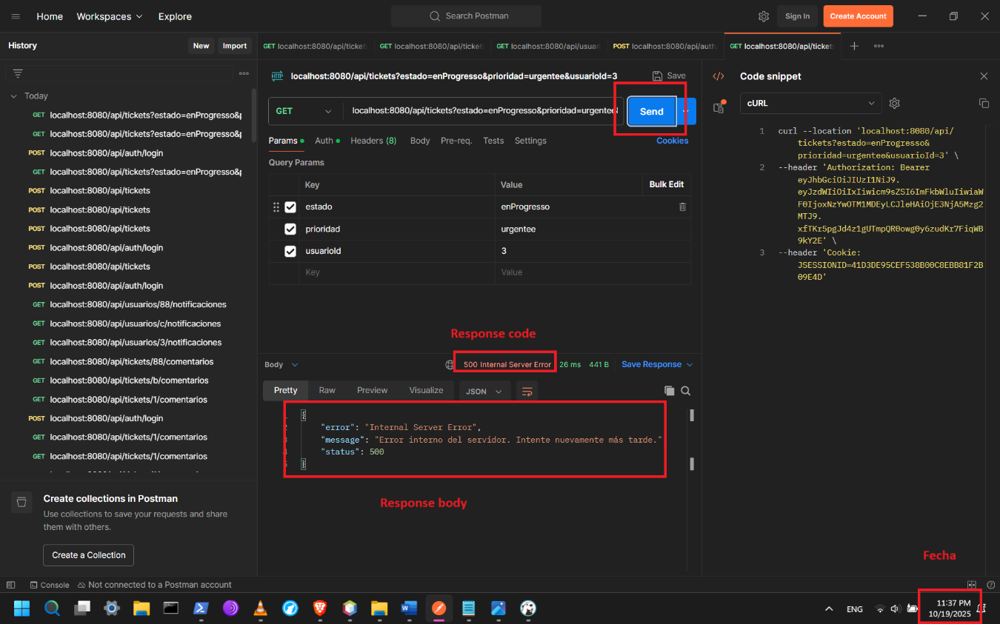 Home
Workspaces
Explore
Search Postman
Sign In
Create Account
History
New
Import
GET localhost:8080/api/ticket
GET localhost:8080/api/ticket
GET localhost:8080/api/usuari
POST localhost:8080/api/auth/
GET localhost:8080/api/ticket
Today
GET localhost:8080/api/tickets?estado=enProgresso&p
GET localhost:8080/api/tickets?estado=enProgresso&p
POST localhost:8080/api/auth/login
GET localhost:8080/api/tickets?estado=enProgresso&p
POST localhost:8080/api/tickets
POST localhost:8080/api/tickets
POST localhost:8080/api/tickets
POST localhost:8080/api/auth/login
POST localhost:8080/api/tickets
POST localhost:8080/api/auth/login
GET localhost:8080/api/usuarios/88/notificaciones
GET localhost:8080/api/usuarios/c/notificaciones
GET localhost:8080/api/usuarios/3/notificaciones
GET localhost:8080/api/tickets/88/comentarios
GET localhost:8080/api/tickets/b/comentarios
GET localhost:8080/api/tickets/1/comentarios
POST localhost:8080/api/auth/login
GET localhost:8080/api/tickets/1/comentarios
GET localhost:8080/api/tickets/1/comentarios
Create collections in Postman
Use collections to save your requests and share
them with others.
Create a Collection
HTTP localhost:8080/api/tickets?estado=enProgresso&prioridad=urgentee&usuarioId=3
Save
GET
localhost:8080/api/tickets?estado=enProgresso&prioridad=urgentee&
Send
Params
Auth
Headers (8)
Body
Pre-req.
Tests
Settings
Cookies
Query Params
Key Value Bulk Edit
estado enProgresso
prioridad urgentee
usuarioId 3
Key Value
Response code
Body
500 Internal Server Error
26 ms
441 B
Save Response
Pretty
Raw
Preview
Visualize
JSON
1 {
2 "error": "Internal Server Error",
3 "message": "Error interno del servidor. Intente nuevamente más tarde."
4 "status": 500
5 }
Response body
Code snippet
cURL
1 curl --location 'localhost:8080/api/
tickets?estado=enProgresso&
prioridad=urgentee&usuarioId=3' \
2 --header 'Authorization: Bearer
eyJhbGciOiJIUzI1NiJ9.
eyJzdWIiOiIxIiwicm9sZSI6ImFkbWluIiwiaW
F0IjoxNzYwOTM1MDEyLCJleHAiOjE3NjA5Mzg2
MTJ9.
xfTKr5pgJd4z1gUTmpQR0owg0y6zudKr7FiqWB
9kY2E' \
3 --header 'Cookie:
JSESSIONID=41D3DE95CEF538B00C8EBB81F2B
09E4D'
Fecha
Console
Not connected to a Postman account
ENG
11:37 PM
10/19/2025